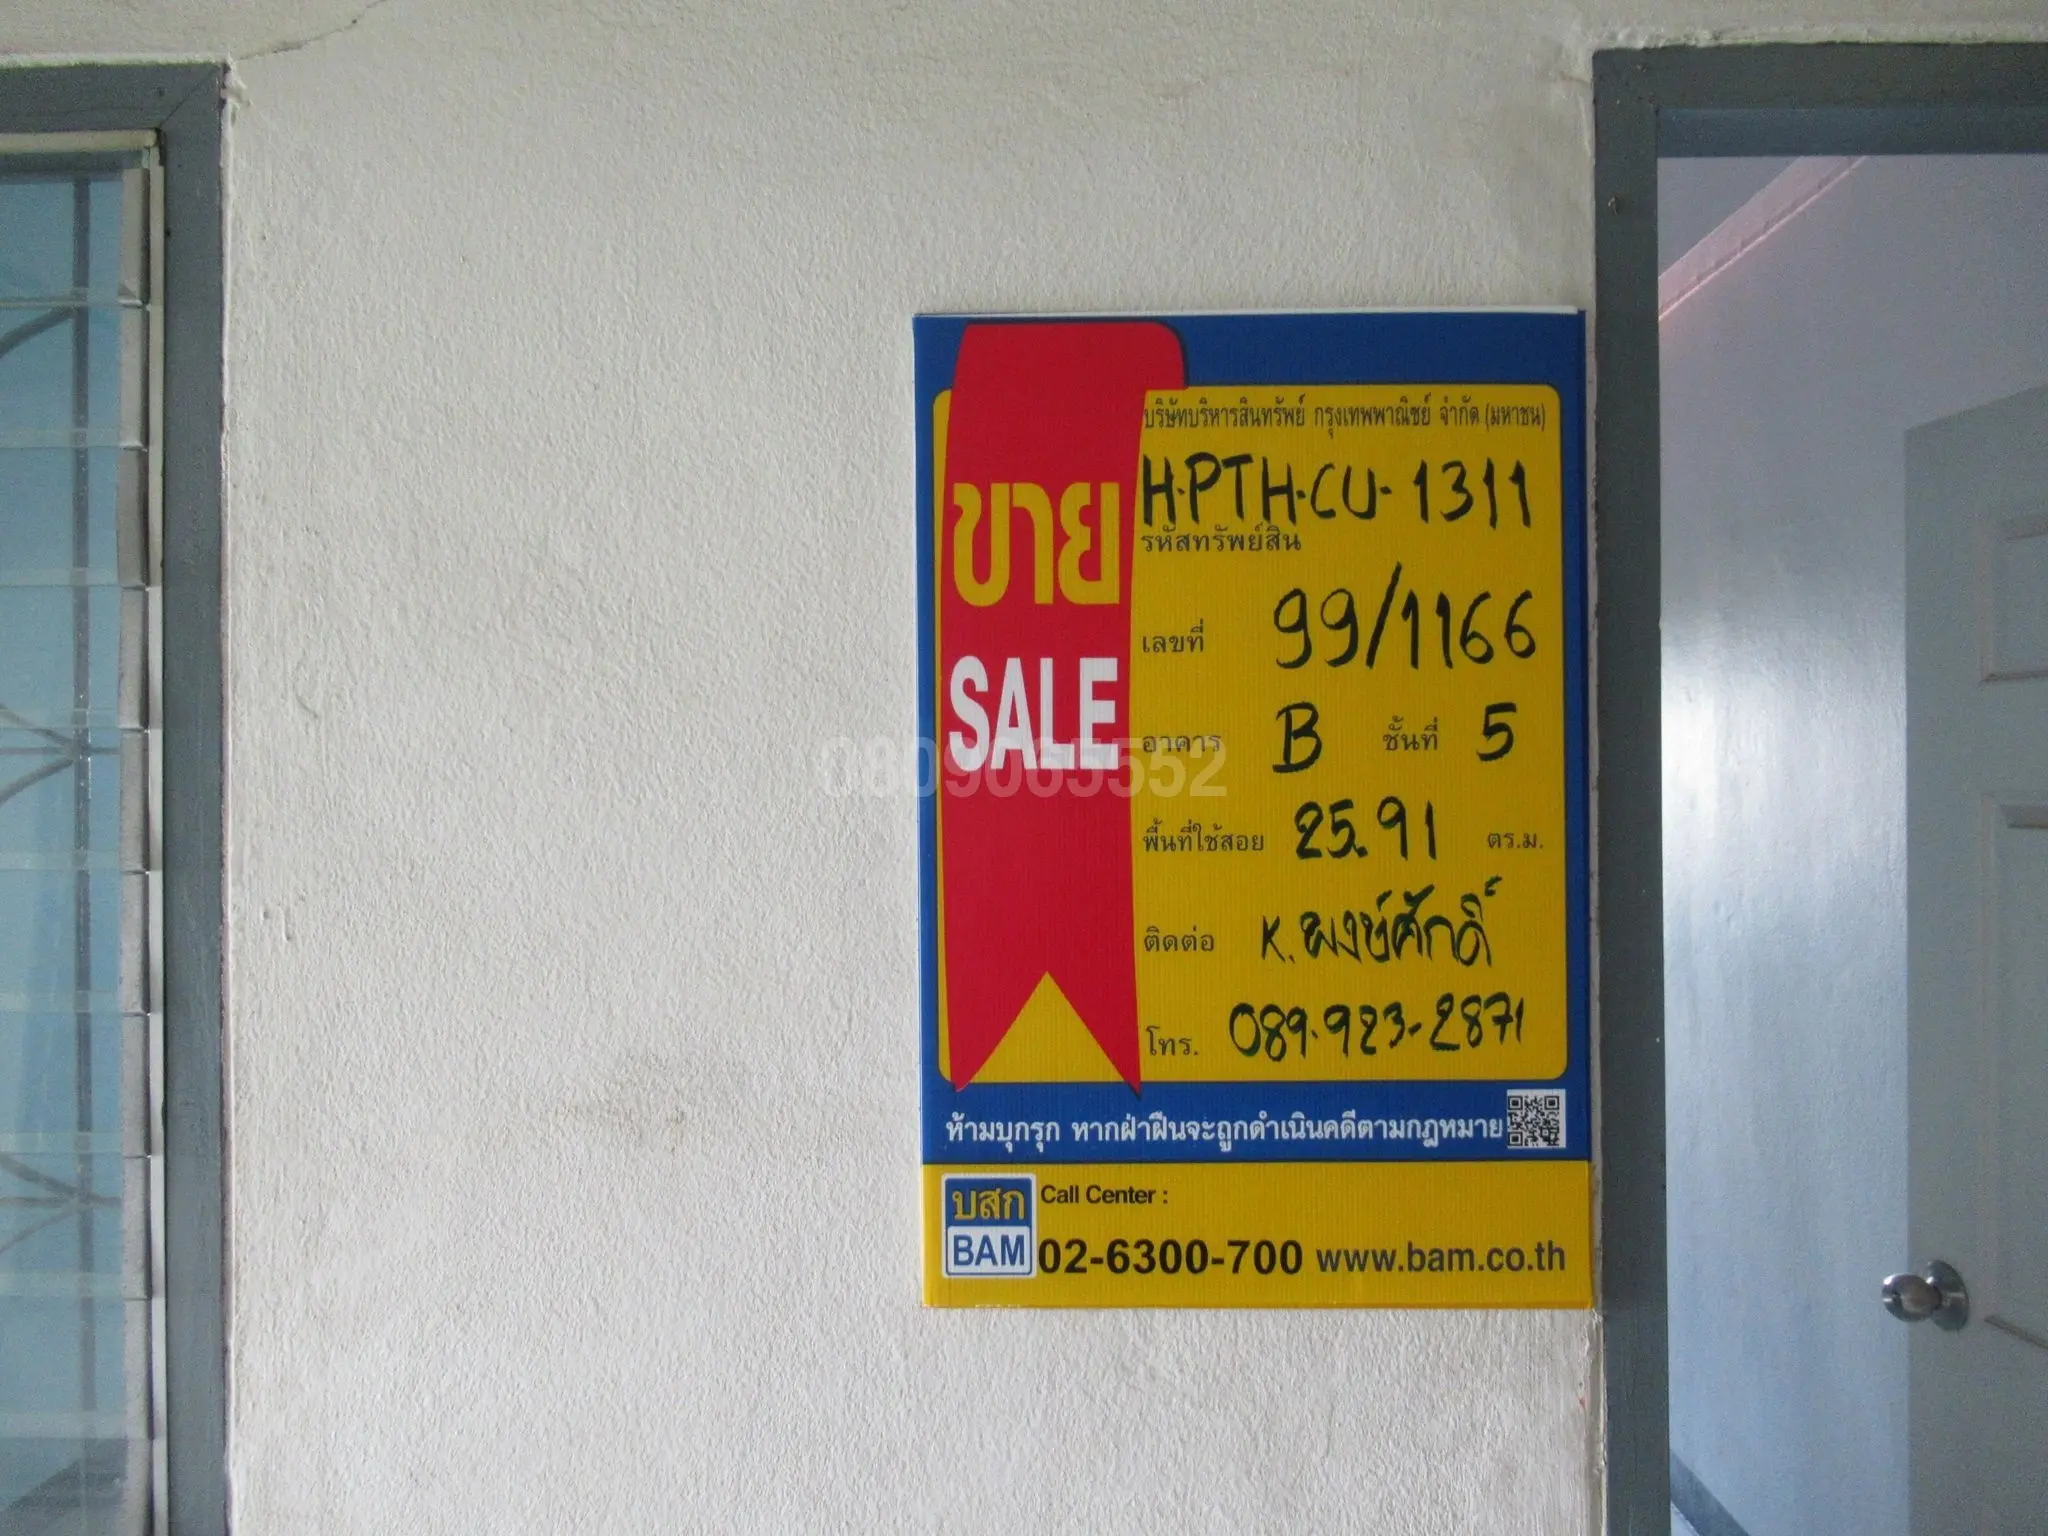 บริษัทบริหารสินทรัพย์ กรุงเทพพาณิชย์ จำกัด (มหาชน)
ขาย
SALE
H-PTH-CU-1311
รหัสทรัพย์สิน
เลขที่ 99/1166
อาคาร B ชั้นที่ 5
0809065552
พื้นที่ใช้สอย 25.91 ตร.ม.
ติดต่อ K. พงษ์ศักดิ์
โทร. 089-923-2871
ห้ามบุกรุก หากฝ่าฝืนจะถูกดำเนินคดีตามกฎหมาย
บสก
BAM
Call Center :
02-6300-700 www.bam.co.th